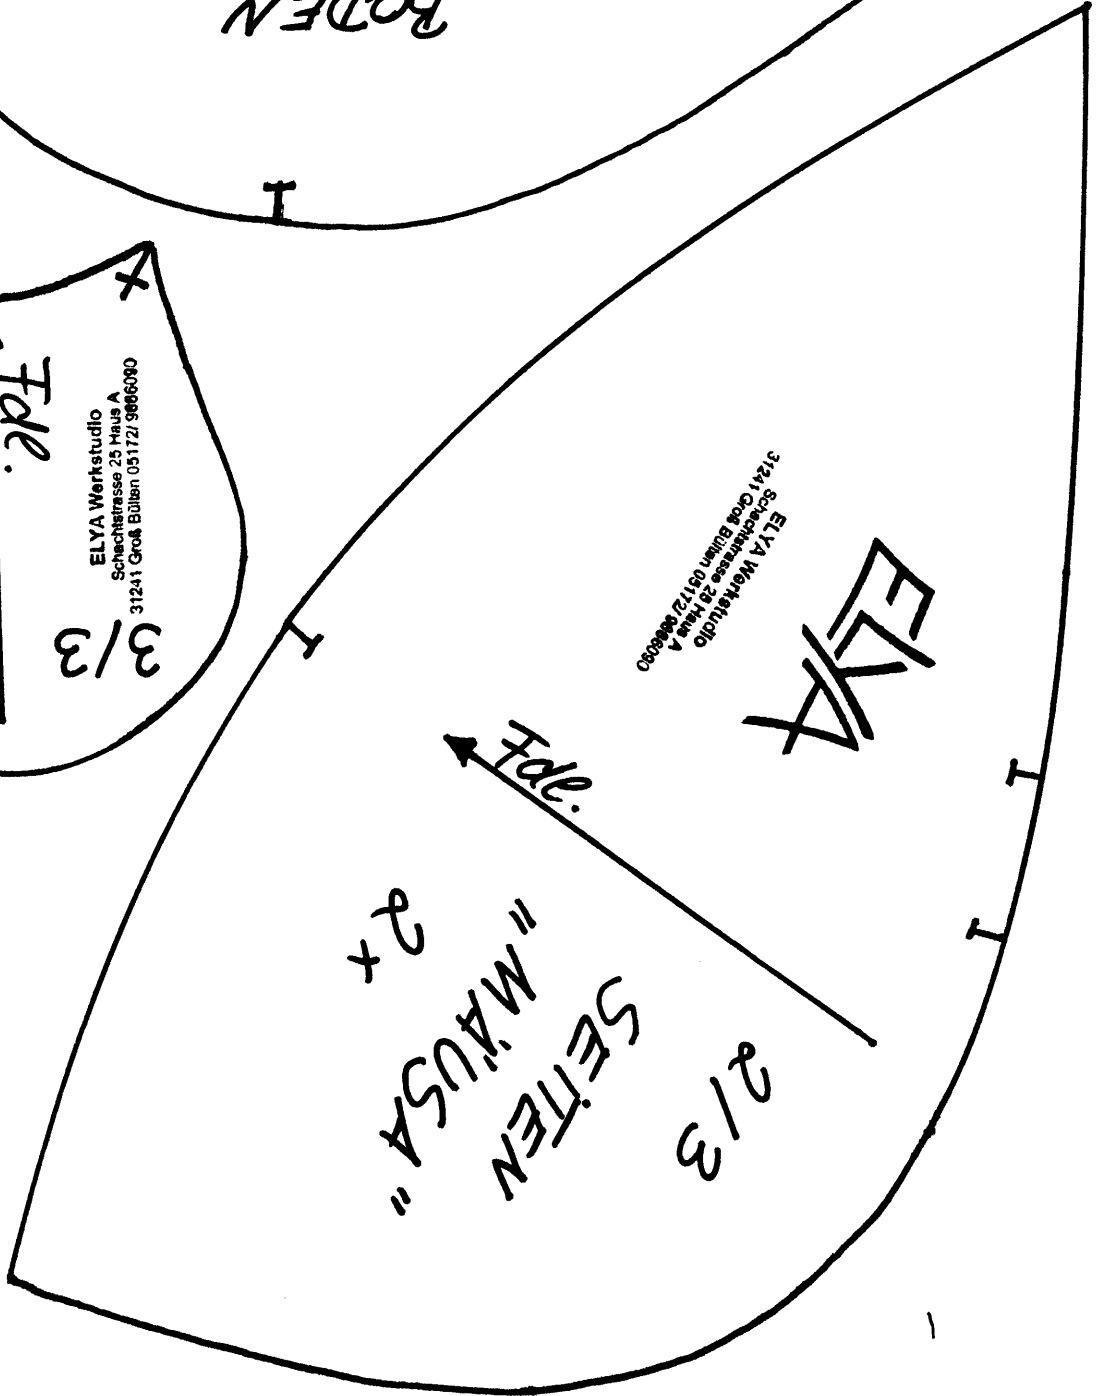 BODEN
Fdl.
ELYA Werkstudio
Schachtstrasse 25 Haus A
31241 Groß Bülten 05172/ 9866090
3/3
ELYA Werkstudio
Schachtstrasse 25 Haus A
31241 Groß Bülten 05172/ 9866090
ELYA
Fdl.
2/3
SEITEN
"MÄUSA"
2x